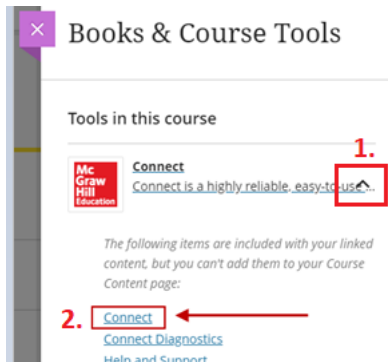 Books & Course Tools
Tools in this course
1.
Mc
Graw
Hill
Education
Connect
Connect is a highly reliable, easy-to-use ...
The following items are included with your linked
content, but you can't add them to your Course
Content page:
2. Connect
Connect Diagnostics
Help and Support